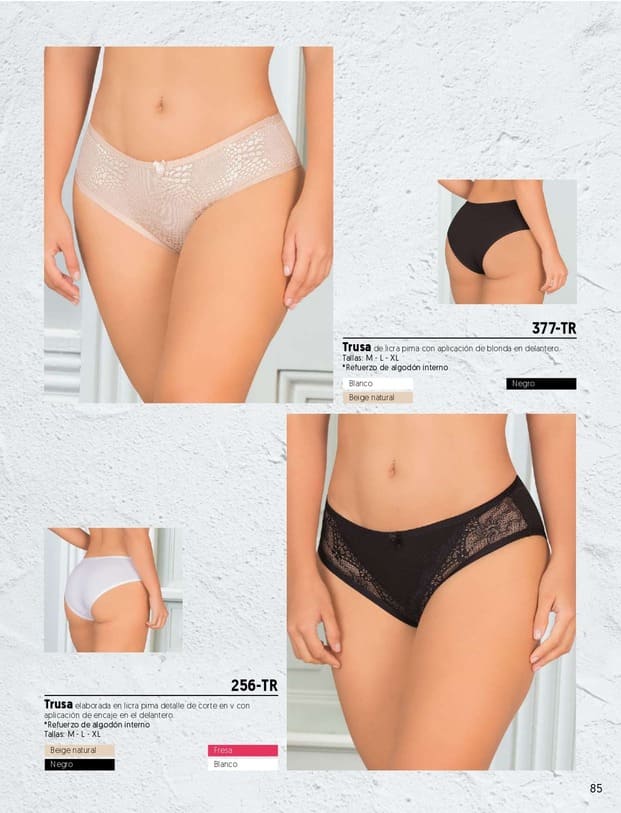 377-TR
Trusa de licra pima con aplicación de blonda en delantero.
Tallas: M - L - XL
*Refuerzo de algodón interno
Blanco
Negro
Beige natural
256-TR
Trusa elaborada en licra pima detalle de corte en v con
aplicación de encaje en el delantero.
*Refuerzo de algodón interno
Tallas: M - L - XL
Beige natural
Fresa
Negro
Blanco
85